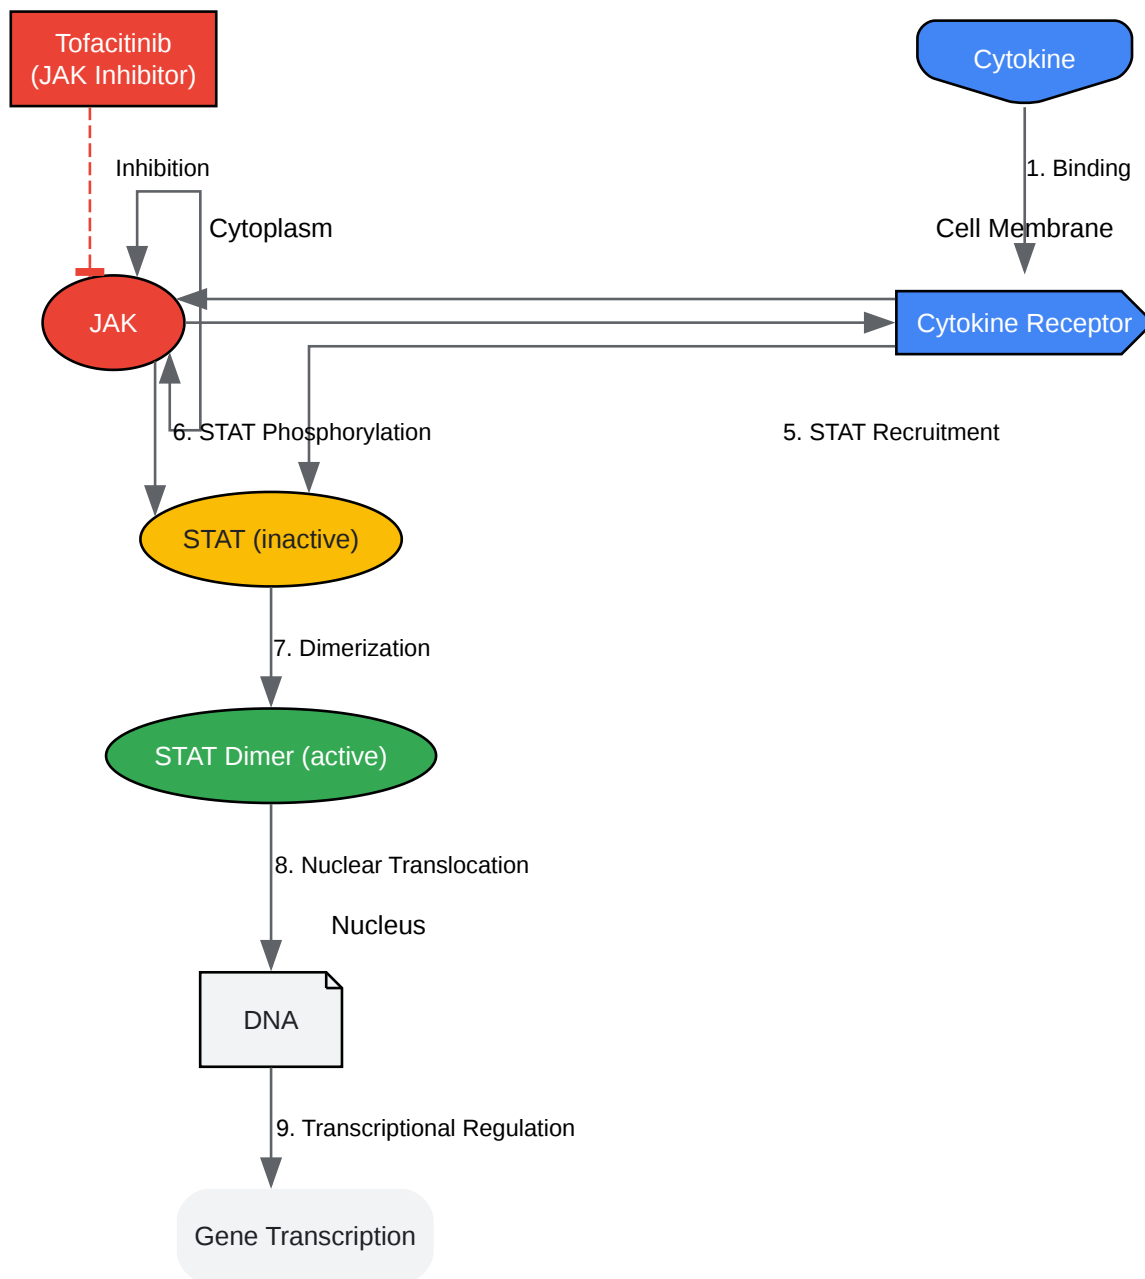 Tofacitinib
(JAK Inhibitor)
Cytokine
Inhibition
1. Binding
Cytoplasm
Cell Membrane
JAK
Cytokine Receptor
6. STAT Phosphorylation
5. STAT Recruitment
STAT (inactive)
7. Dimerization
STAT Dimer (active)
8. Nuclear Translocation
Nucleus
DNA
9. Transcriptional Regulation
Gene Transcription